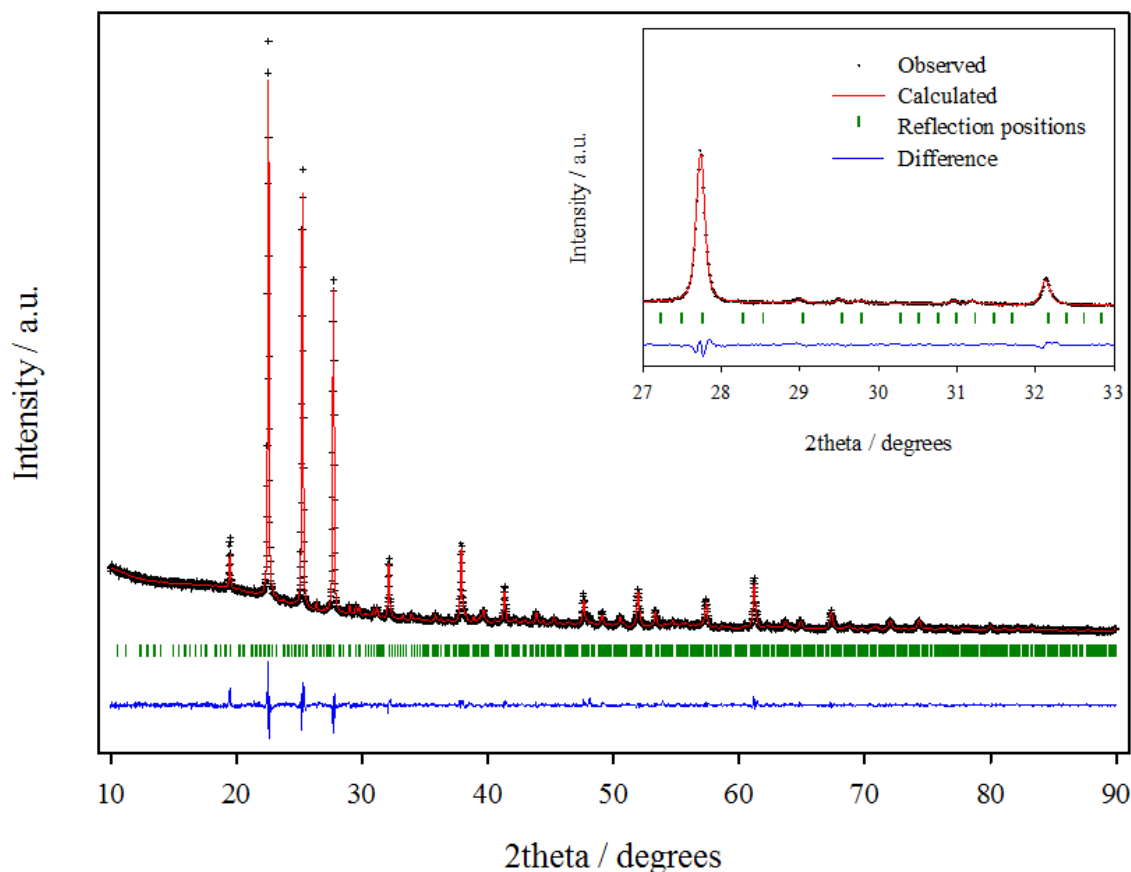 Intensity / a.u.
10 20 30 40 50 60 70 80 90
2theta / degrees
Intensity / a.u.
Observed
Calculated
Reflection positions
Difference
27 28 29 30 31 32 33
2theta / degrees